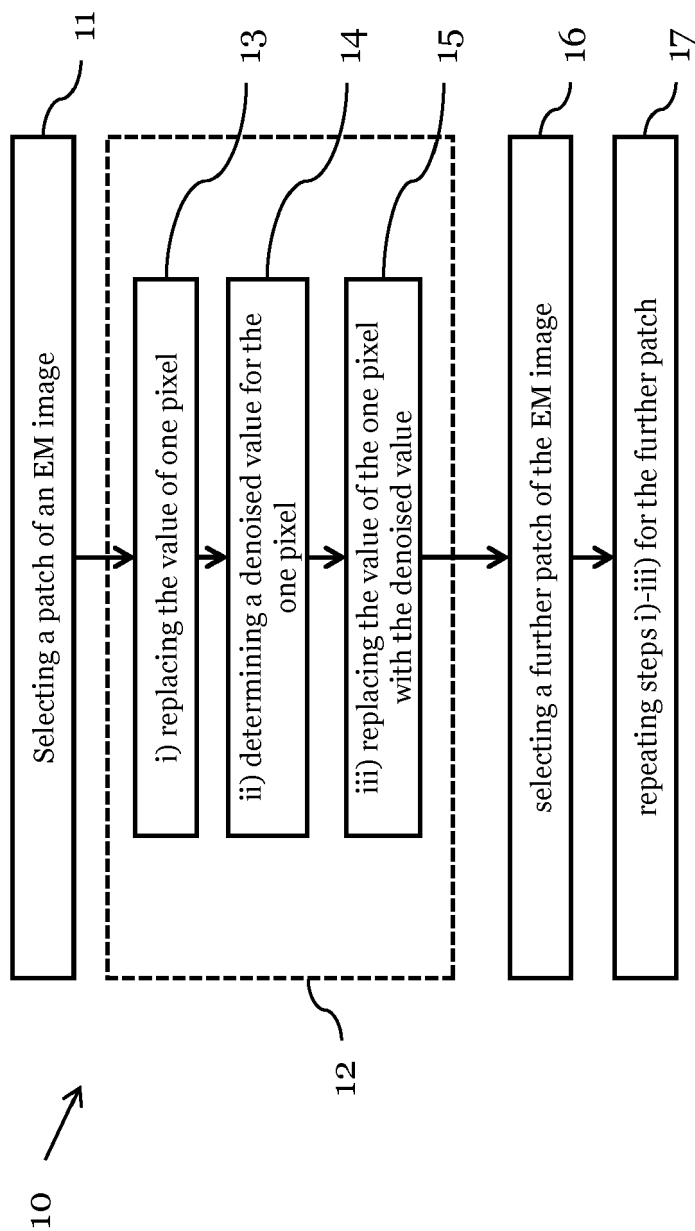 10
Selecting a patch of an EM image
11
12
i) replacing the value of one pixel
13
ii) determining a denoised value for the
one pixel
14
iii) replacing the value of the one pixel
with the denoised value
15
selecting a further patch of the EM image
16
repeating steps i)-iii) for the further patch
17